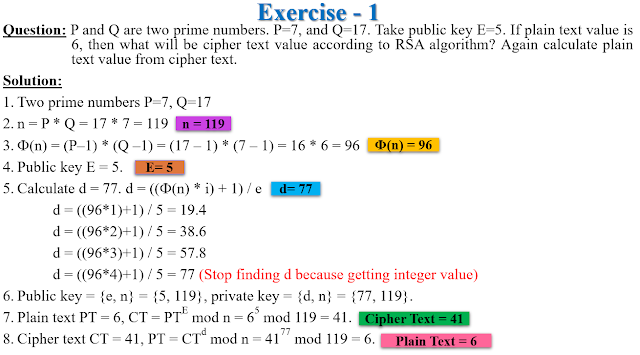 Exercise - 1
Question: P and Q are two prime numbers. P=7, and Q=17. Take public key E=5. If plain text value is
6, then what will be cipher text value according to RSA algorithm? Again calculate plain
text value from cipher text.
Solution:
1. Two prime numbers P=7, Q=17
2. n = P * Q = 17 * 7 = 119 n = 119
3. Φ(n) = (P–1) * (Q –1) = (17 – 1) * (7 – 1) = 16 * 6 = 96 Φ(n) = 96
4. Public key E = 5. E= 5
5. Calculate d = 77. d = ((Φ(n) * i) + 1) / e d= 77
d = ((96*1)+1) / 5 = 19.4
d = ((96*2)+1) / 5 = 38.6
d = ((96*3)+1) / 5 = 57.8
d = ((96*4)+1) / 5 = 77 (Stop finding d because getting integer value)
6. Public key = {e, n} = {5, 119}, private key = {d, n} = {77, 119}.
7. Plain text PT = 6, CT = PT^E mod n = 6^5 mod 119 = 41. Cipher Text = 41
8. Cipher text CT = 41, PT = CT^d mod n = 41^77 mod 119 = 6. Plain Text = 6